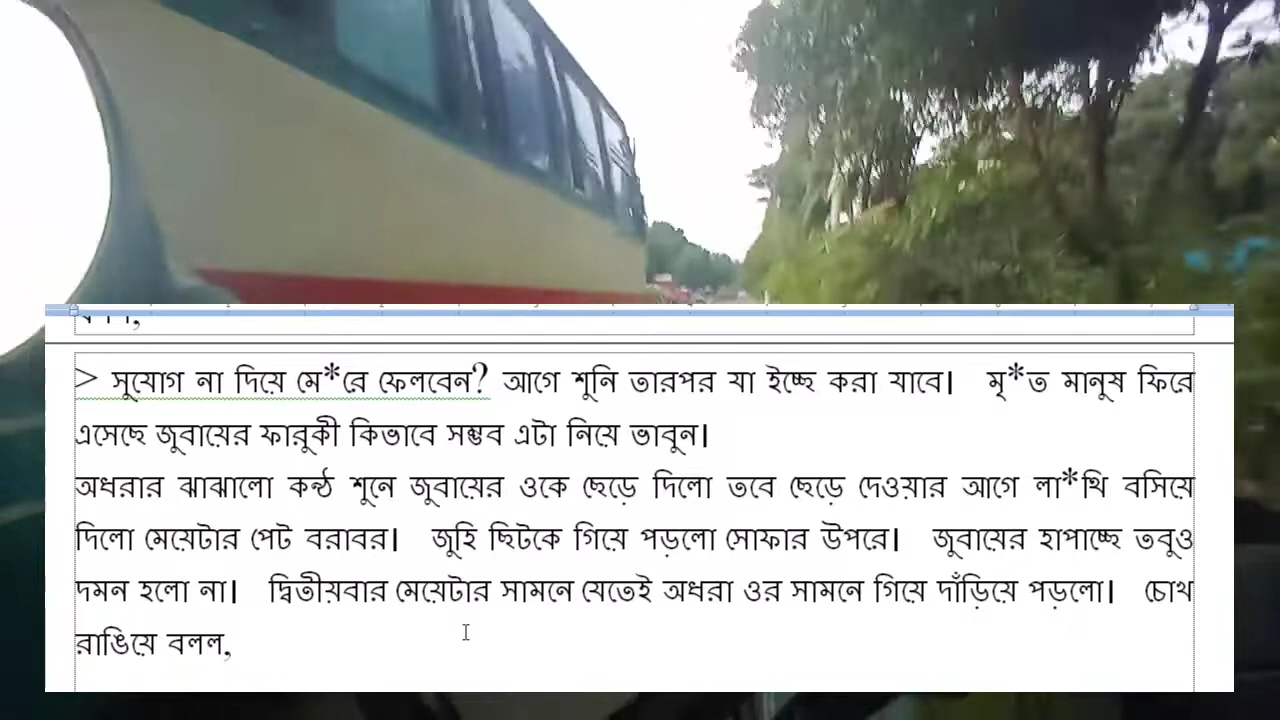 > সুযোগ না দিয়ে মে*রে ফেলবেন? আগে শুনি তারপর যা ইচ্ছে করা যাবে। মৃ*ত মানুষ ফিরে
এসেছে জুবায়ের ফারুকী কিভাবে সম্ভব এটা নিয়ে ভাবুন।
অধরার ঝাঝালো কন্ঠ শুনে জুবায়ের ওকে ছেড়ে দিলো তবে ছেড়ে দেওয়ার আগে লা*থি বসিয়ে
দিলো মেয়েটার পেট বরাবর। জুহি ছিটকে গিয়ে পড়লো সোফার উপরে। জুবায়ের হাপাচ্ছে তবুও
দমন হলো না। দ্বিতীয়বার মেয়েটার সামনে যেতেই অধরা ওর সামনে গিয়ে দাঁড়িয়ে পড়লো। চোখ
রাঙিয়ে বলল,